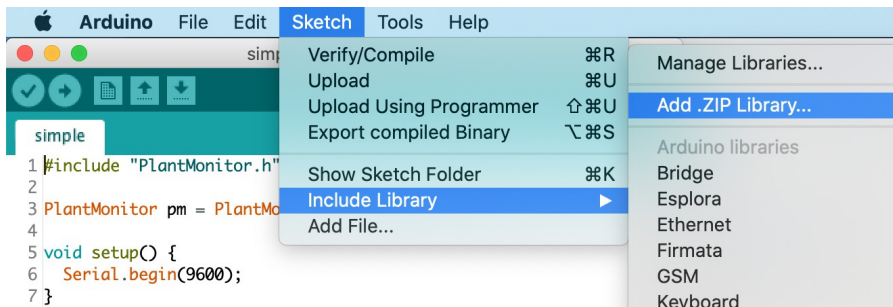 Arduino File Edit Sketch Tools Help
simp
simple
1 #include "PlantMonitor.h"
2
3 PlantMonitor pm = PlantMo
4
5 void setup() {
6 Serial.begin(9600);
7 }
Verify/Compile ⌘R
Upload ⌘U
Upload Using Programmer ⇧⌘U
Export compiled Binary ⌥⌘S
Show Sketch Folder ⌘K
Include Library ▶
Add File...
Manage Libraries...
Add .ZIP Library...
Arduino libraries
Bridge
Esplora
Ethernet
Firmata
GSM
Keyboard